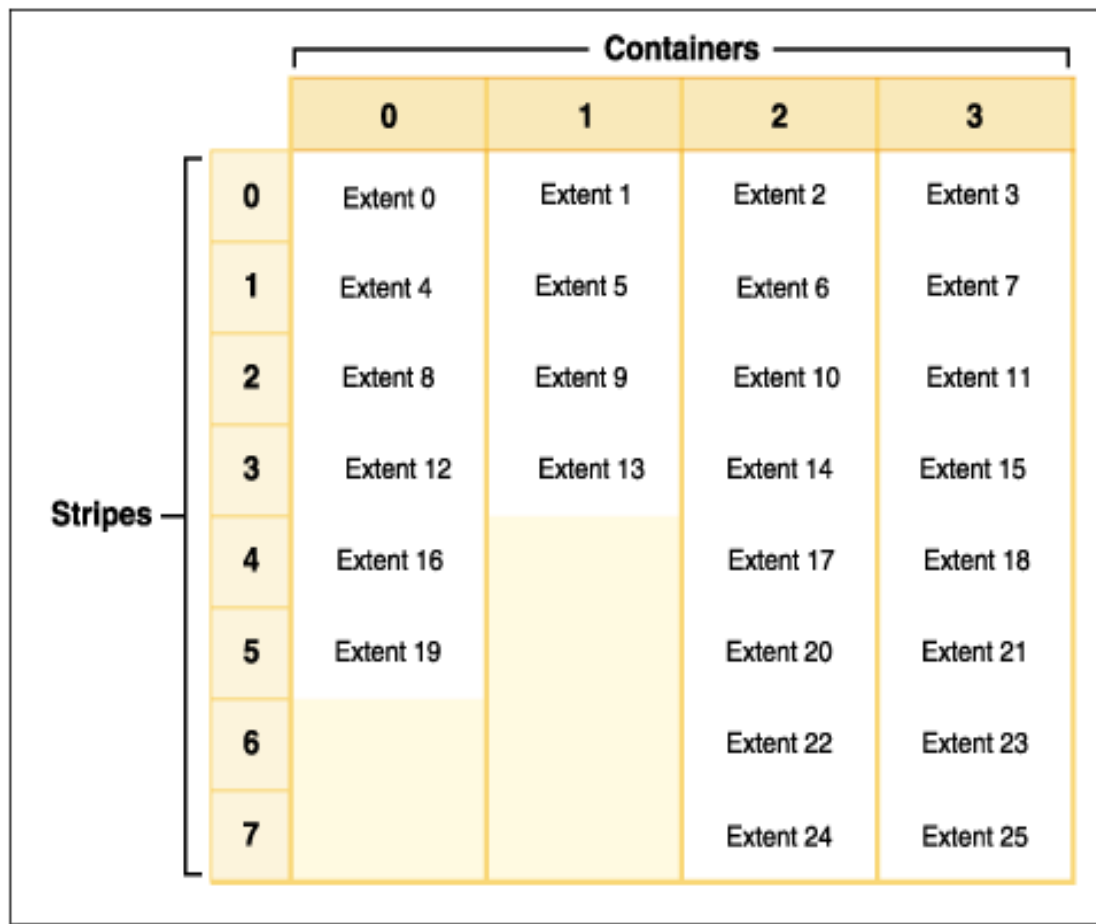 Containers
0 1 2 3
0 Extent 0 Extent 1 Extent 2 Extent 3
1 Extent 4 Extent 5 Extent 6 Extent 7
2 Extent 8 Extent 9 Extent 10 Extent 11
3 Extent 12 Extent 13 Extent 14 Extent 15
Stripes
4 Extent 16 Extent 17 Extent 18
5 Extent 19 Extent 20 Extent 21
6 Extent 22 Extent 23
7 Extent 24 Extent 25